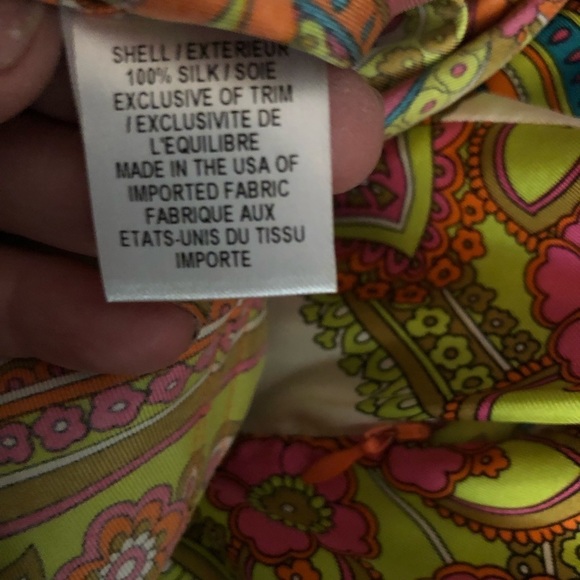 SHELL / EXTERIEUR
100% SILK / SOIE
EXCLUSIVE OF TRIM
/ EXCLUSIVITE DE
L'EQUILIBRE
MADE IN THE USA OF
IMPORTED FABRIC
FABRIQUE AUX
ETATS-UNIS DU TISSU
IMPORTE